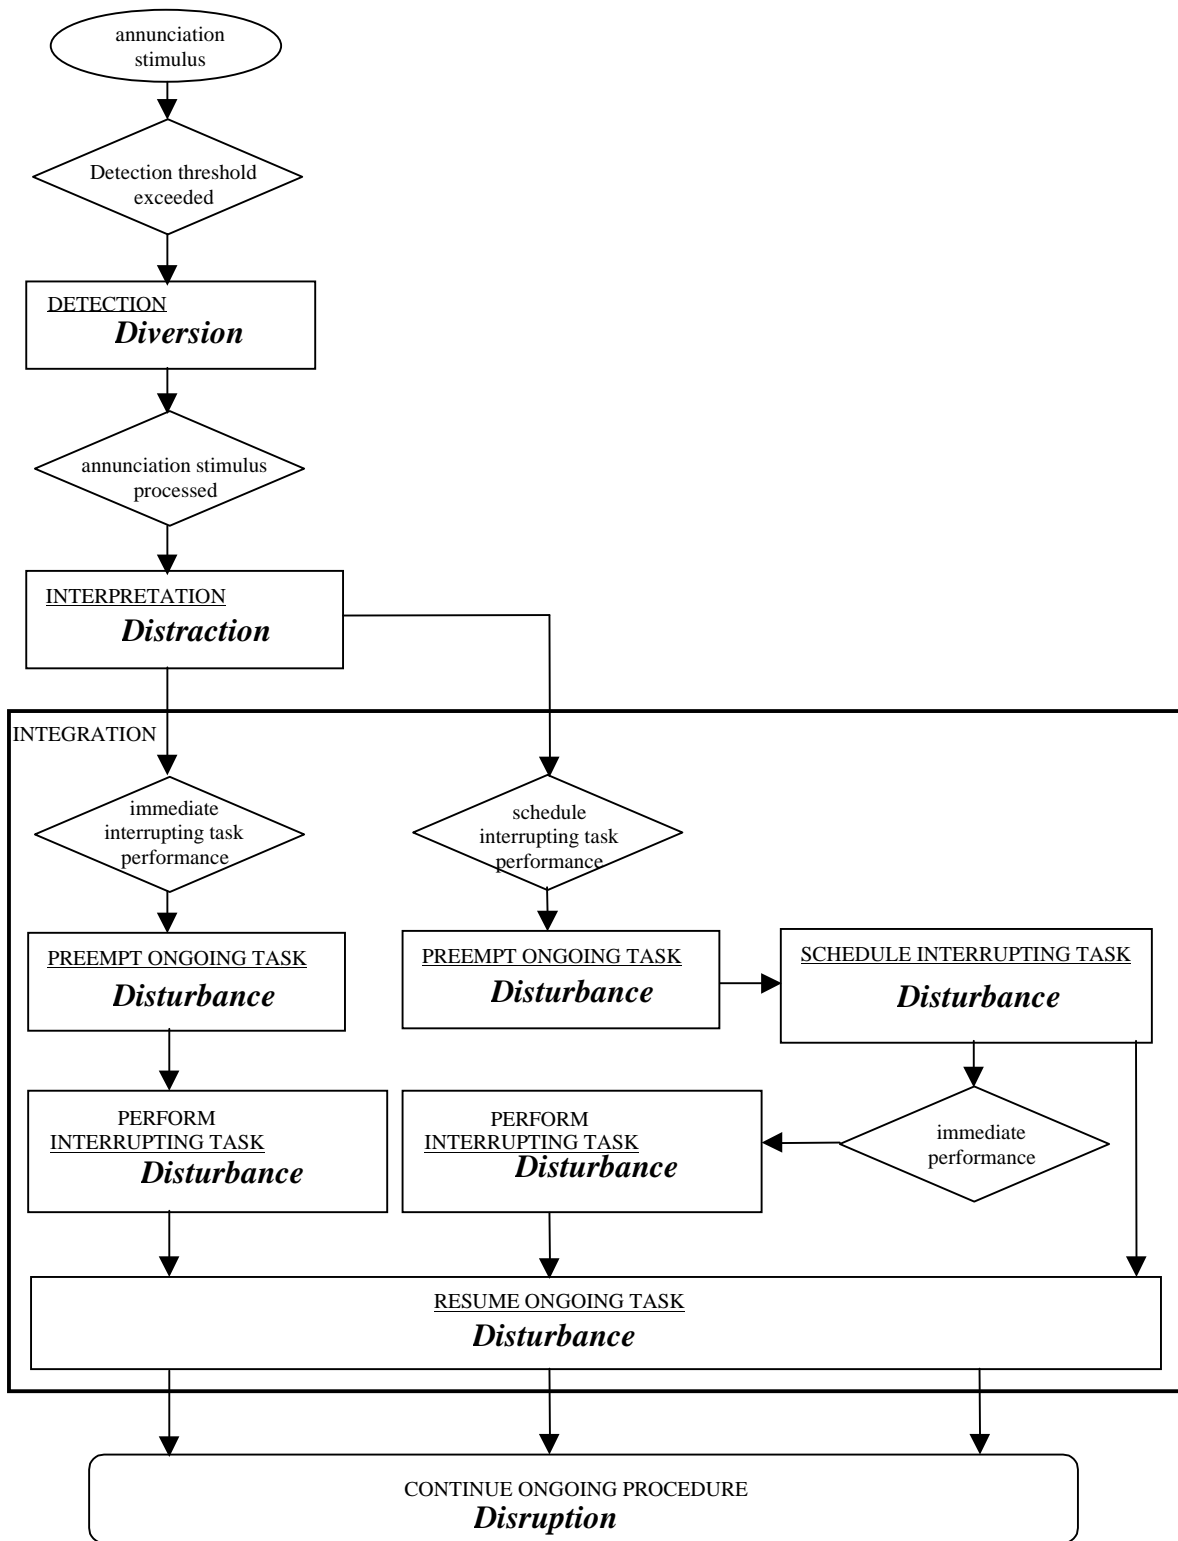 annunciation
stimulus
Detection threshold
exceeded
DETECTION
Diversion
annunciation stimulus
processed
INTERPRETATION
Distraction
INTEGRATION
immediate
interrupting task
performance
schedule
interrupting task
performance
PREEMPT ONGOING TASK
Disturbance
PREEMPT ONGOING TASK
Disturbance
SCHEDULE INTERRUPTING TASK
Disturbance
PERFORM
INTERRUPTING TASK
Disturbance
PERFORM
INTERRUPTING TASK
Disturbance
immediate
performance
RESUME ONGOING TASK
Disturbance
CONTINUE ONGOING PROCEDURE
Disruption